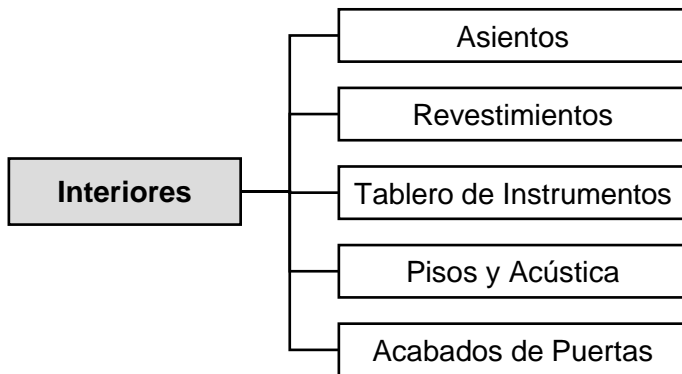 Asientos
Revestimientos
Interiores
Tablero de Instrumentos
Pisos y Acústica
Acabados de Puertas